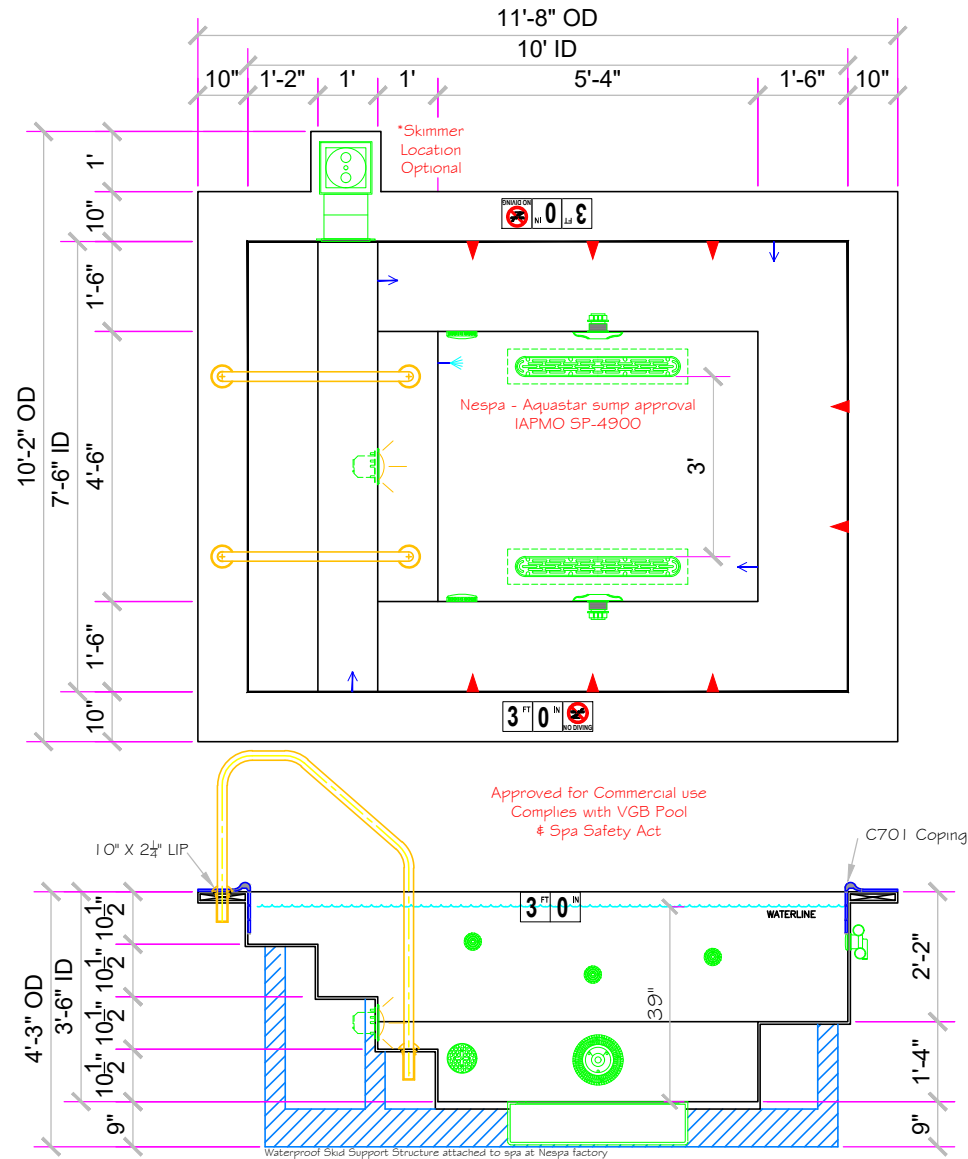 11'-8" OD
10' ID
10"
1'-2"
1'
1'
5'-4"
1'-6"
10"
*Skimmer
Location
Optional
3 FT 0 IN NO DIVING
10'-2" OD
7'-6" ID
1'
10"
1'-6"
4'-6"
1'-6"
10"
Nespa - Aquastar sump approval
IAPMO SP-4900
3'
3 FT 0 IN NO DIVING
Approved for Commercial use
Complies with VGB Pool
& Spa Safety Act
10" X 2¼" LIP
C701 Coping
3 FT 0 IN
WATERLINE
4'-3" OD
3'-6" ID
10½"
10½"
10½"
10½"
9"
39"
2'-2"
1'-4"
9"
Waterproof Skid Support Structure attached to spa at Nespa factory